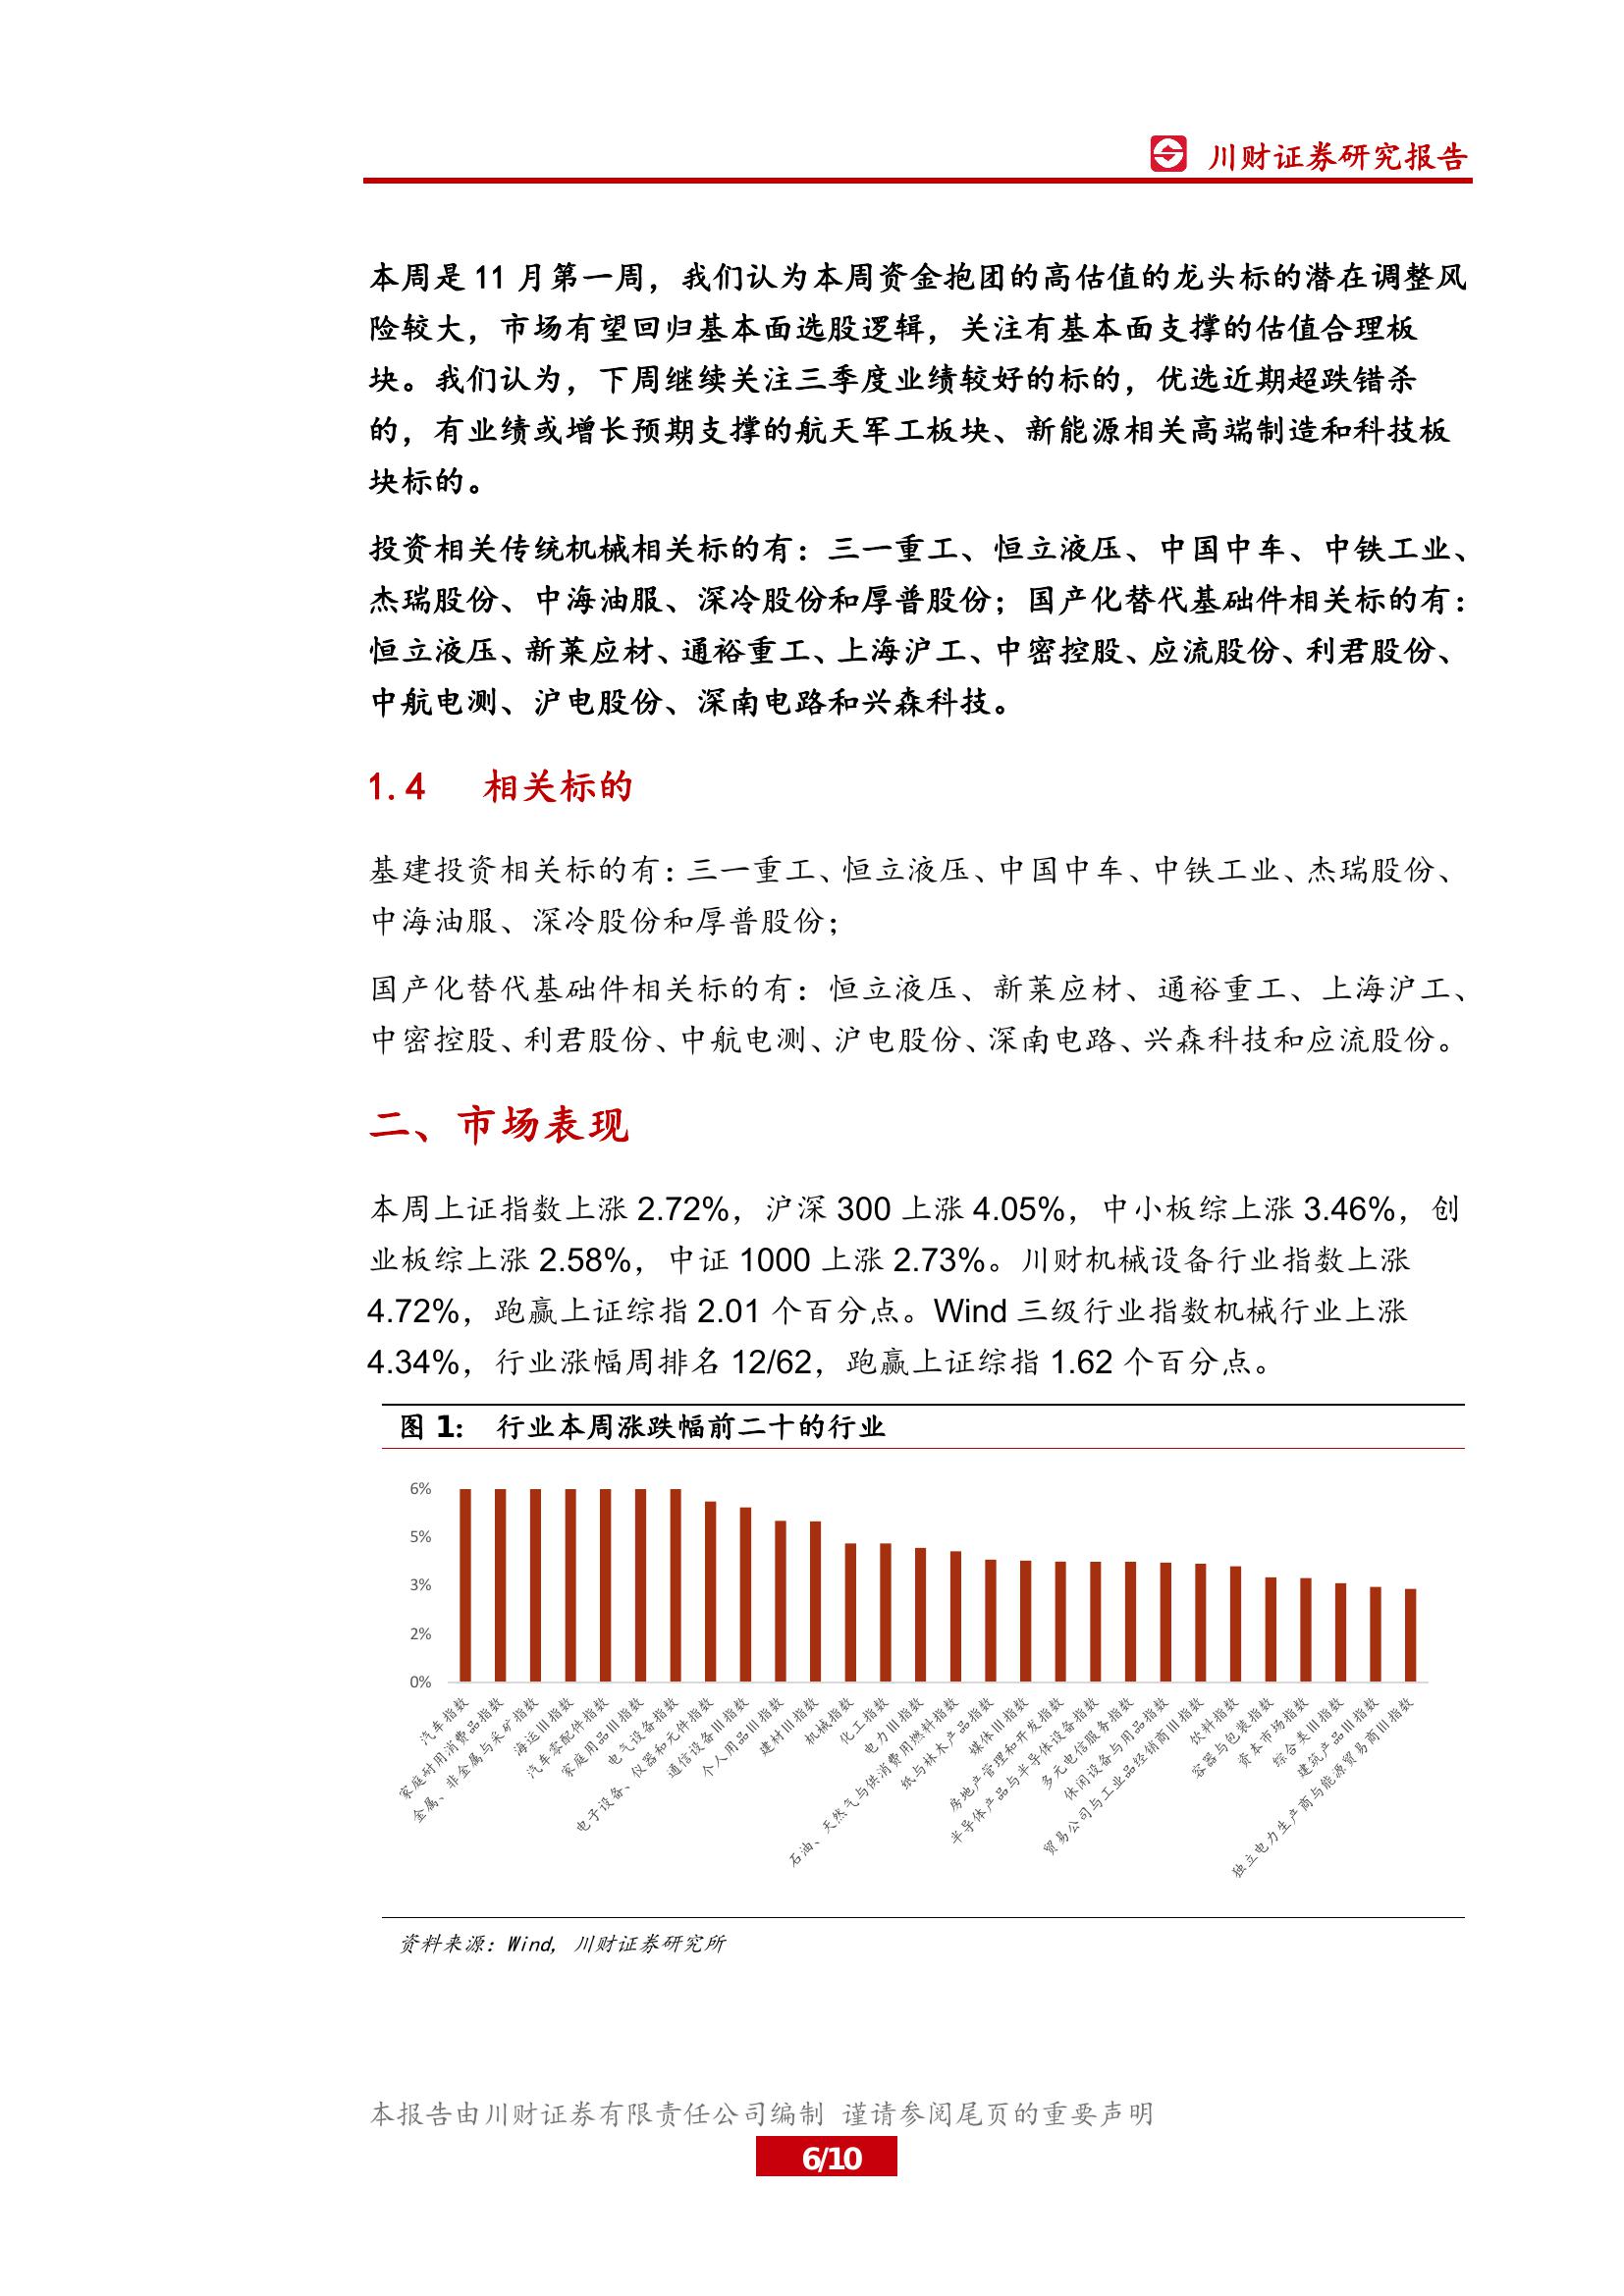 川财证券研究报告
本周是 11 月第一周，我们认为本周资金抱团的高估值的龙头标的潜在调整风
险较大，市场有望回归基本面选股逻辑，关注有基本面支撑的估值合理板
块。我们认为，下周继续关注三季度业绩较好的标的，优选近期超跌错杀
的，有业绩或增长预期支撑的航天军工板块、新能源相关高端制造和科技板
块标的。
投资相关传统机械相关标的有：三一重工、恒立液压、中国中车、中铁工业、
杰瑞股份、中海油服、深冷股份和厚普股份；国产化替代基础件相关标的有：
恒立液压、新莱应材、通裕重工、上海沪工、中密控股、应流股份、利君股份、
中航电测、沪电股份、深南电路和兴森科技。
1.4 相关标的
基建投资相关标的有：三一重工、恒立液压、中国中车、中铁工业、杰瑞股份、
中海油服、深冷股份和厚普股份；
国产化替代基础件相关标的有：恒立液压、新莱应材、通裕重工、上海沪工、
中密控股、利君股份、中航电测、沪电股份、深南电路、兴森科技和应流股份。
二、市场表现
本周上证指数上涨 2.72%，沪深 300 上涨 4.05%，中小板综上涨 3.46%，创
业板综上涨 2.58%，中证 1000 上涨 2.73%。川财机械设备行业指数上涨
4.72%，跑赢上证综指 2.01 个百分点。Wind 三级行业指数机械行业上涨
4.34%，行业涨幅周排名 12/62，跑赢上证综指 1.62 个百分点。
图 1： 行业本周涨跌幅前二十的行业
6%
5%
3%
2%
0%
汽车指数
家庭耐用消费品指数
金属、非金属与采矿指数
海运Ⅲ指数
汽车零配件指数
家庭用品Ⅲ指数
电气设备指数
电子设备、仪器和元件指数
通信设备Ⅲ指数
个人用品Ⅲ指数
建材Ⅲ指数
机械指数
化工指数
电力Ⅲ指数
石油、天然气与供消费用燃料指数
纸与林木产品指数
媒体Ⅲ指数
房地产管理和开发指数
半导体产品与半导体设备指数
多元电信服务指数
休闲设备与用品指数
贸易公司与工业品经销商Ⅲ指数
饮料指数
容器与包装指数
资本市场指数
综合类Ⅲ指数
建筑产品Ⅲ指数
独立电力生产商与能源贸易商Ⅲ指数
资料来源：Wind, 川财证券研究所
本报告由川财证券有限责任公司编制 谨请参阅尾页的重要声明
6/10